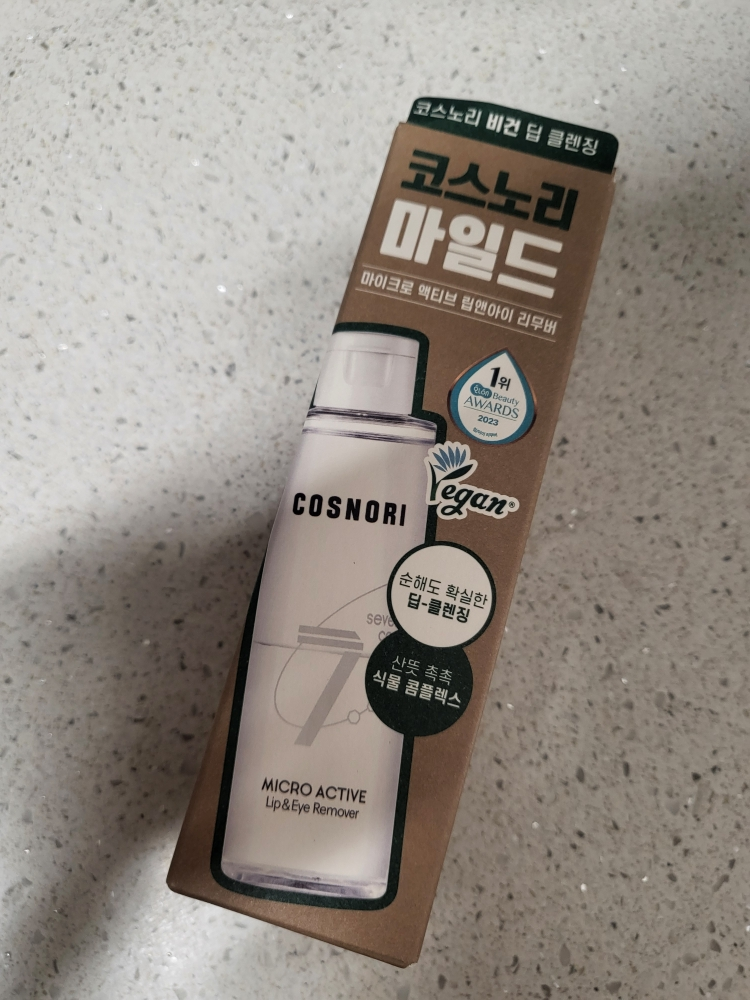 코스노리 비건 딥 클렌징
코스노리
마일드
마이크로 액티브 립앤아이 리무버
1위
Beauty
AWARDS
2023
Vegan®
COSNORI
순해도 확실한
딥-클렌징
7
산뜻 촉촉
식물 콤플렉스
MICRO ACTIVE
Lip & Eye Remover